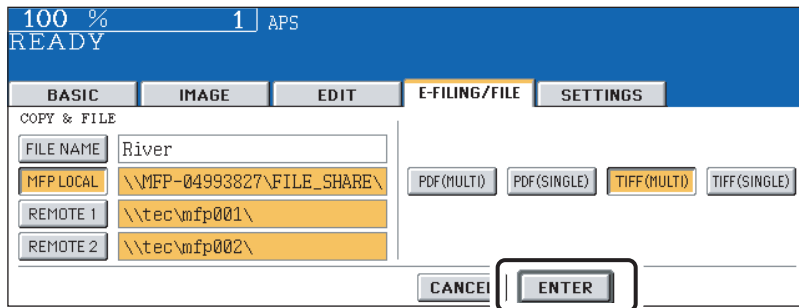 100 % 1 APS
READY
BASIC IMAGE EDIT E-FILING/FILE SETTINGS
COPY & FILE
FILE NAME River
MFP LOCAL \\MFP-04993827\FILE_SHARE\
REMOTE 1 \\tec\mfp001\
REMOTE 2 \\tec\mfp002\
PDF(MULTI) PDF(SINGLE) TIFF(MULTI) TIFF(SINGLE)
CANCEL ENTER